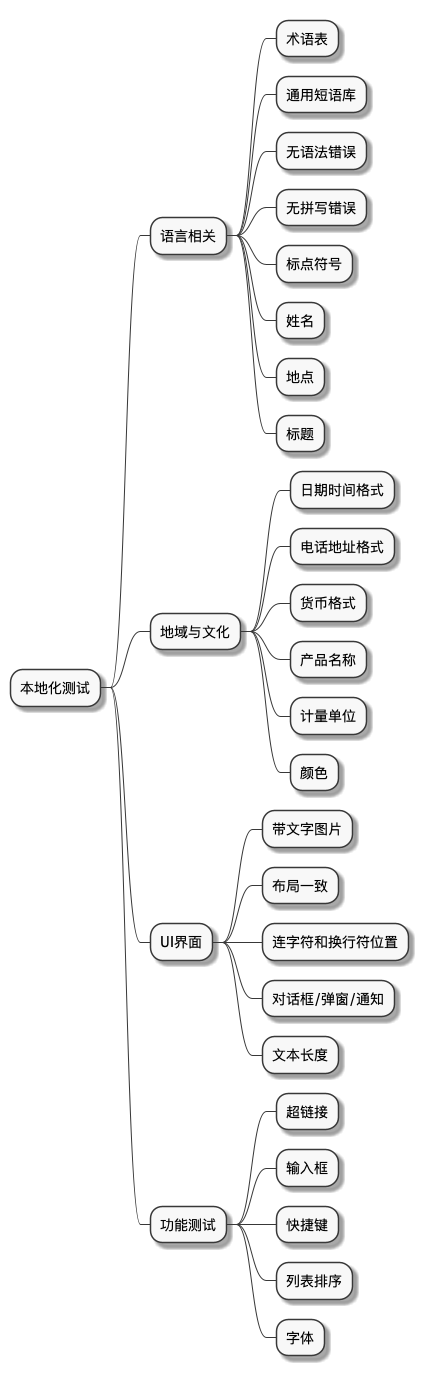 本地化测试
语言相关
术语表
通用短语库
无语法错误
无拼写错误
标点符号
姓名
地点
标题
地域与文化
日期时间格式
电话地址格式
货币格式
产品名称
计量单位
颜色
UI界面
带文字图片
布局一致
连字符和换行符位置
对话框/弹窗/通知
文本长度
功能测试
超链接
输入框
快捷键
列表排序
字体